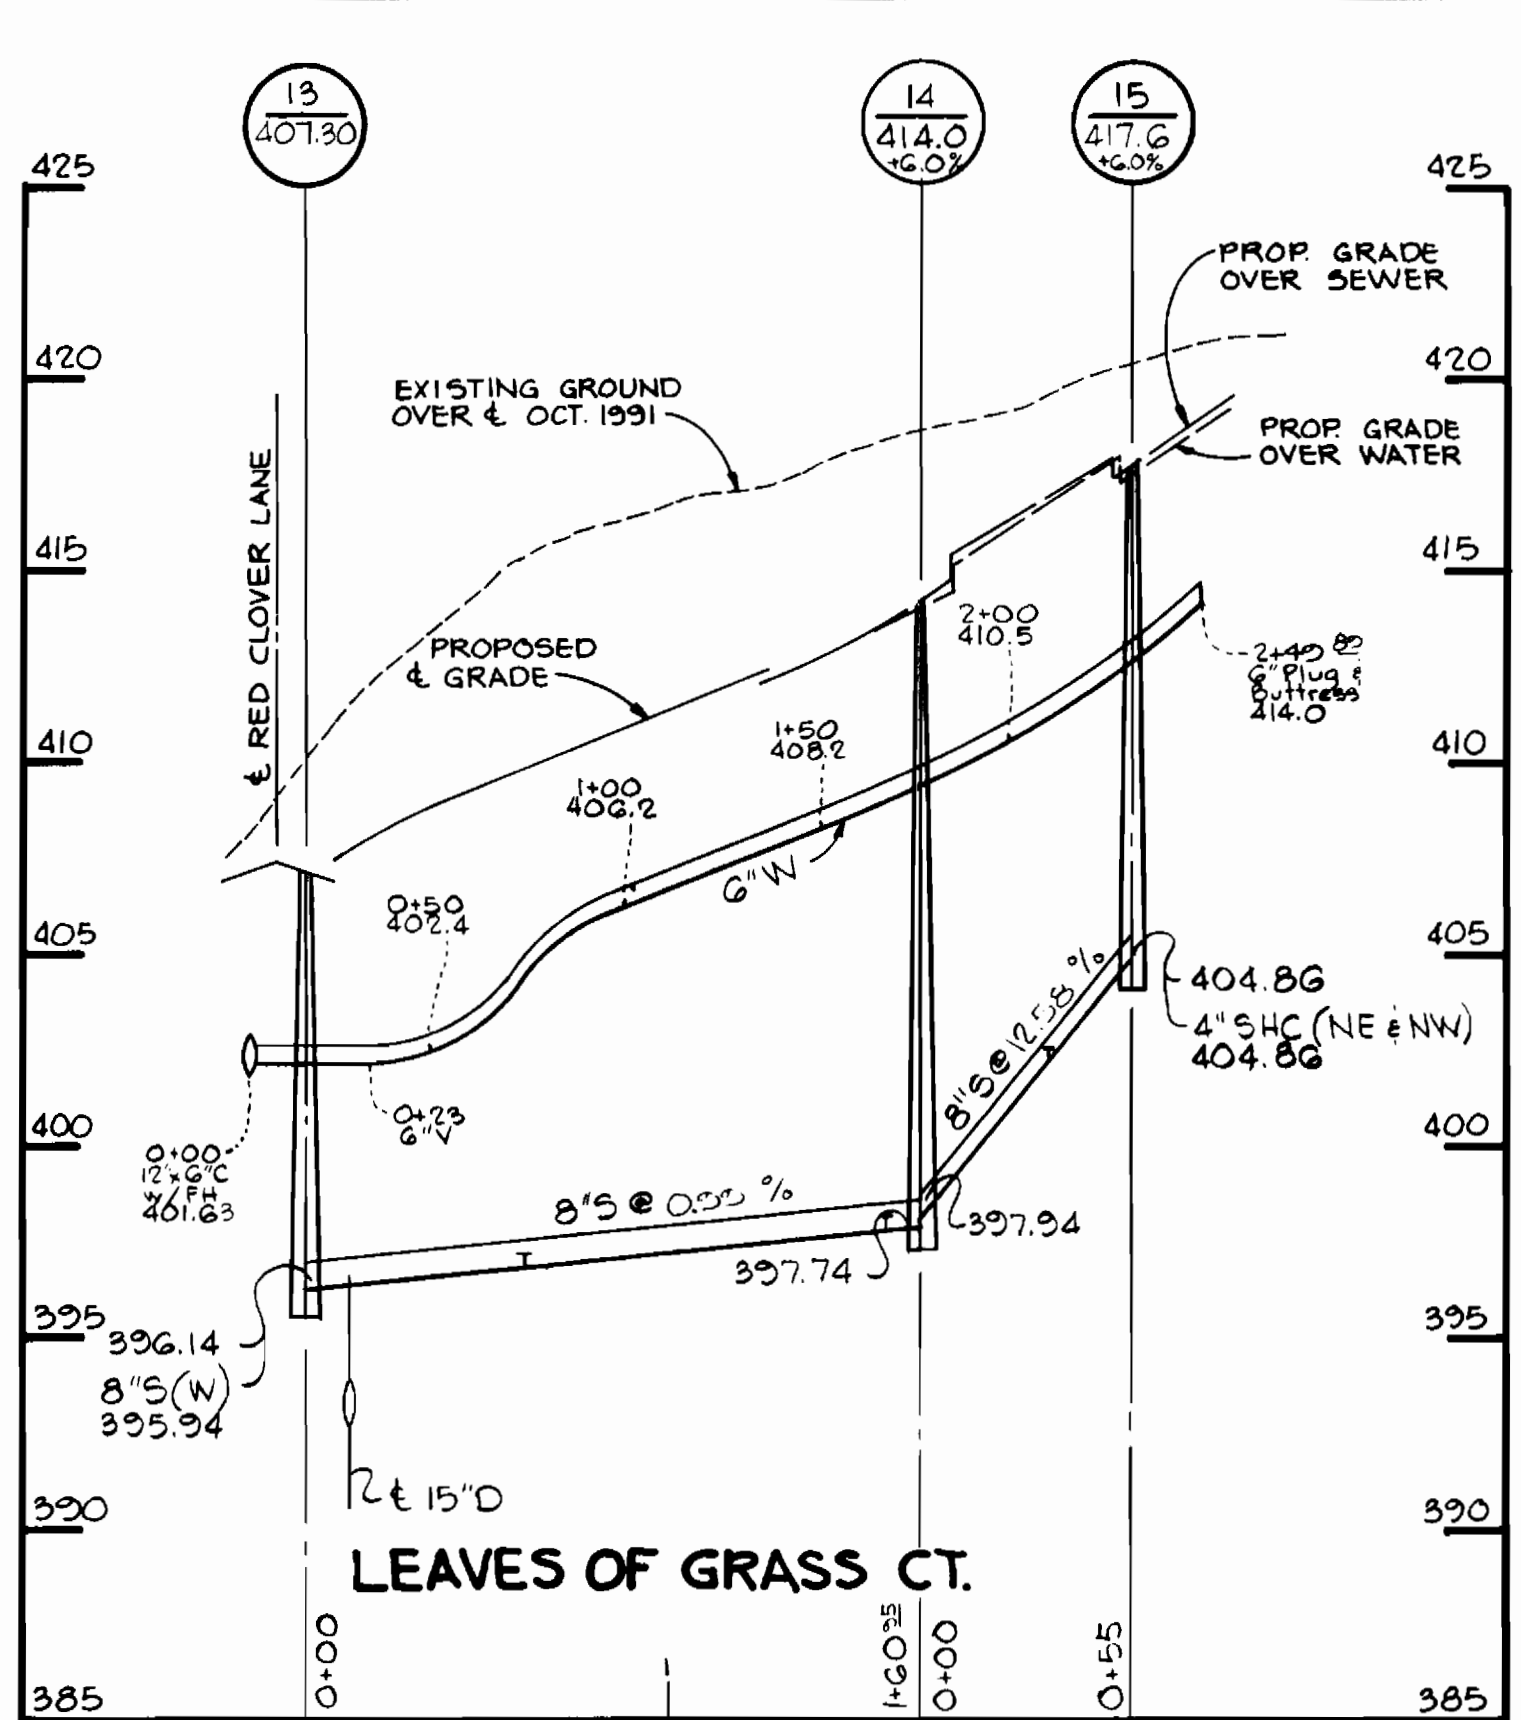 13
407.30
14
414.0
+6.0%
15
417.6
+6.0%
425
425
PROP. GRADE
OVER SEWER
420
420
EXISTING GROUND
OVER ℄ OCT. 1991
PROP. GRADE
OVER WATER
℄ RED CLOVER LANE
415
415
PROPOSED
℄ GRADE
2+00
410.5
2+49 89
6" Plug &
Buttress
414.0
410
410
1+50
408.2
1+00
406.2
6"W
0+50
402.4
405
405
8"S @ 12.58 %
404.86
4" SHC (NE & NW)
404.86
0+23
6"V
400
400
0+00
12"x6"C
w/FH
401.63
8"S @ %
397.94
397.74
395
395
396.14
8"S (W)
395.94
℄ 15"D
390
390
LEAVES OF GRASS CT.
0+00
1+60 95
0+00
0+55
385
385